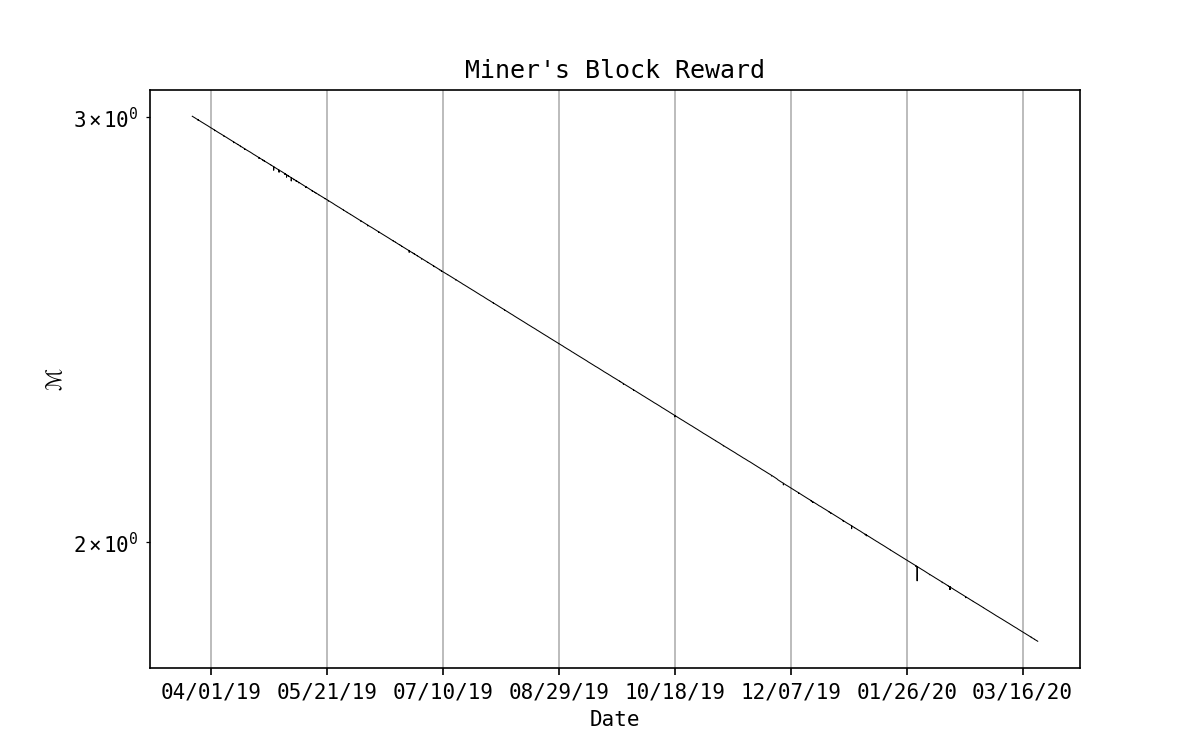 Miner's Block Reward
3×10⁰
ℳ
2×10⁰
04/01/19 05/21/19 07/10/19 08/29/19 10/18/19 12/07/19 01/26/20 03/16/20
Date